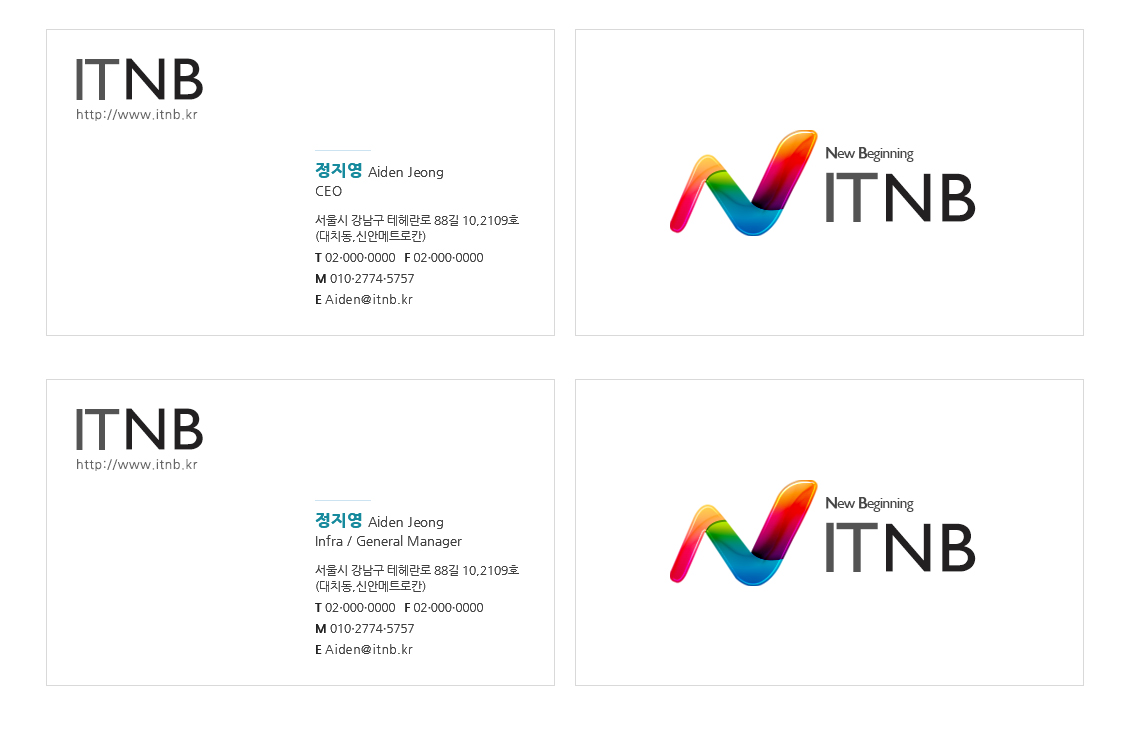 ITNB
http://www.itnb.kr
정지영 Aiden Jeong
CEO
서울시 강남구 테헤란로 88길 10,2109호
(대치동,신안메트로칸)
T 02·000·0000 F 02·000·0000
M 010·2774·5757
E Aiden@itnb.kr
New Beginning
ITNB
ITNB
http://www.itnb.kr
정지영 Aiden Jeong
Infra / General Manager
서울시 강남구 테헤란로 88길 10,2109호
(대치동,신안메트로칸)
T 02·000·0000 F 02·000·0000
M 010·2774·5757
E Aiden@itnb.kr
New Beginning
ITNB